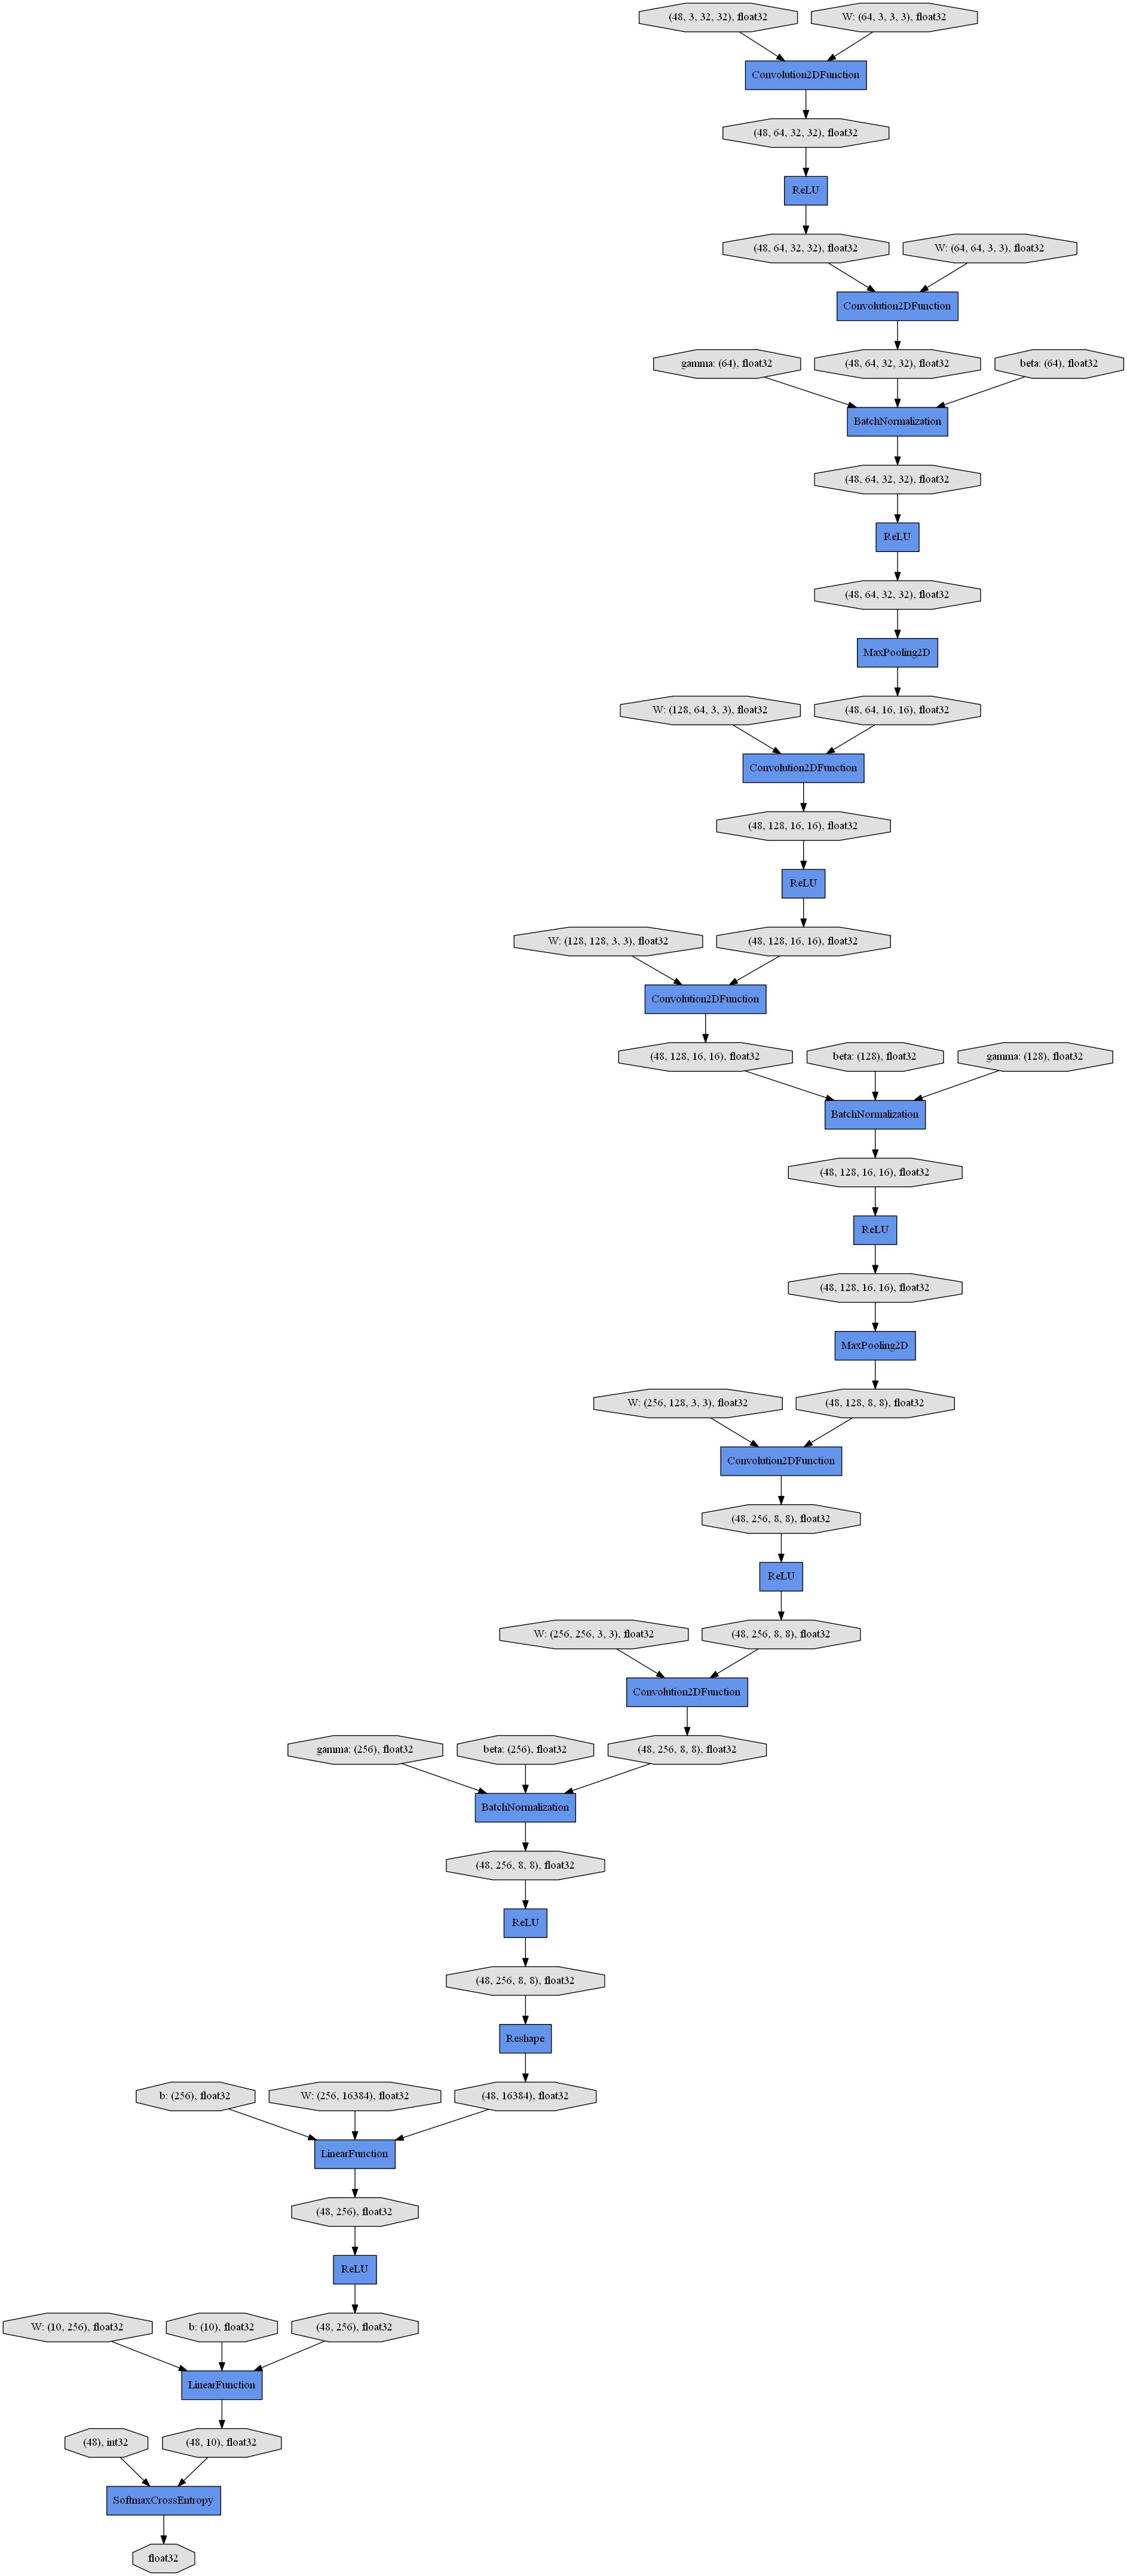 (48, 3, 32, 32), float32
W: (64, 3, 3, 3), float32
Convolution2DFunction
(48, 64, 32, 32), float32
ReLU
(48, 64, 32, 32), float32
W: (64, 64, 3, 3), float32
Convolution2DFunction
gamma: (64), float32
(48, 64, 32, 32), float32
beta: (64), float32
BatchNormalization
(48, 64, 32, 32), float32
ReLU
(48, 64, 32, 32), float32
MaxPooling2D
W: (128, 64, 3, 3), float32
(48, 64, 16, 16), float32
Convolution2DFunction
(48, 128, 16, 16), float32
ReLU
W: (128, 128, 3, 3), float32
(48, 128, 16, 16), float32
Convolution2DFunction
(48, 128, 16, 16), float32
beta: (128), float32
gamma: (128), float32
BatchNormalization
(48, 128, 16, 16), float32
ReLU
(48, 128, 16, 16), float32
MaxPooling2D
W: (256, 128, 3, 3), float32
(48, 128, 8, 8), float32
Convolution2DFunction
(48, 256, 8, 8), float32
ReLU
W: (256, 256, 3, 3), float32
(48, 256, 8, 8), float32
Convolution2DFunction
gamma: (256), float32
beta: (256), float32
(48, 256, 8, 8), float32
BatchNormalization
(48, 256, 8, 8), float32
ReLU
(48, 256, 8, 8), float32
Reshape
b: (256), float32
W: (256, 16384), float32
(48, 16384), float32
LinearFunction
(48, 256), float32
ReLU
W: (10, 256), float32
b: (10), float32
(48, 256), float32
LinearFunction
(48), int32
(48, 10), float32
SoftmaxCrossEntropy
float32